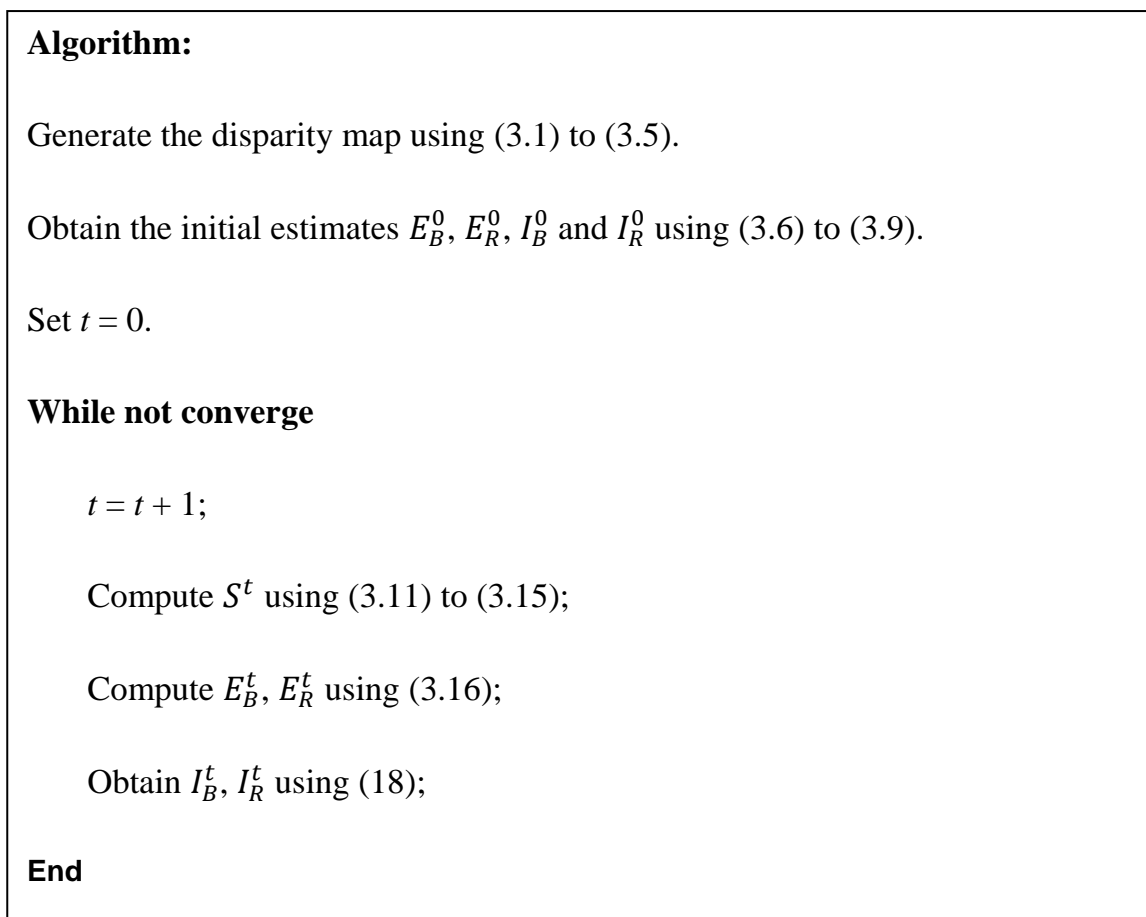 Algorithm:
Generate the disparity map using (3.1) to (3.5).
Obtain the initial estimates $E_B^0$, $E_R^0$, $I_B^0$ and $I_R^0$ using (3.6) to (3.9).
Set t = 0.
While not converge
t = t + 1;
Compute $S^t$ using (3.11) to (3.15);
Compute $E_B^t$, $E_R^t$ using (3.16);
Obtain $I_B^t$, $I_R^t$ using (18);
End